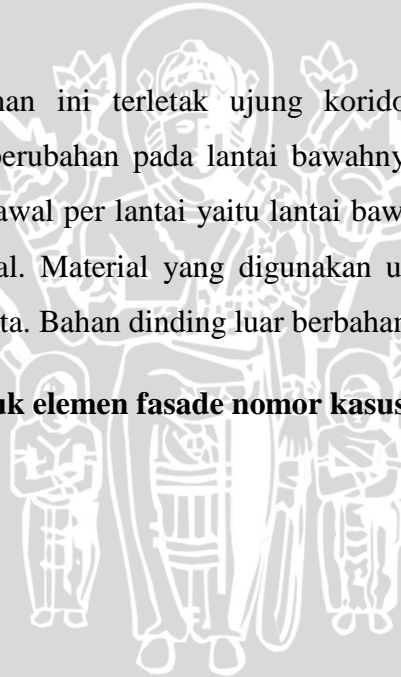 nan ini terletak ujung korido
perubahan pada lantai bawahny
awal per lantai yaitu lantai baw
al. Material yang digunakan u
ta. Bahan dinding luar berbahan
uk elemen fasade nomor kasus